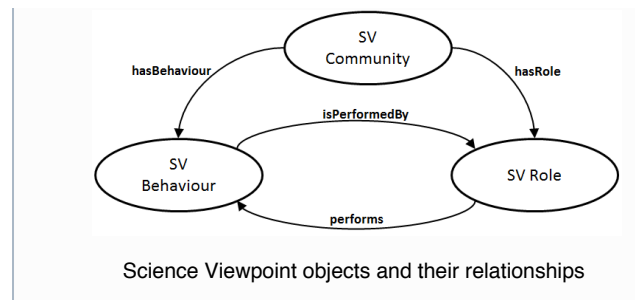 SV
Community
hasBehaviour
hasRole
isPerformedBy
SV
Behaviour
SV Role
performs
Science Viewpoint objects and their relationships